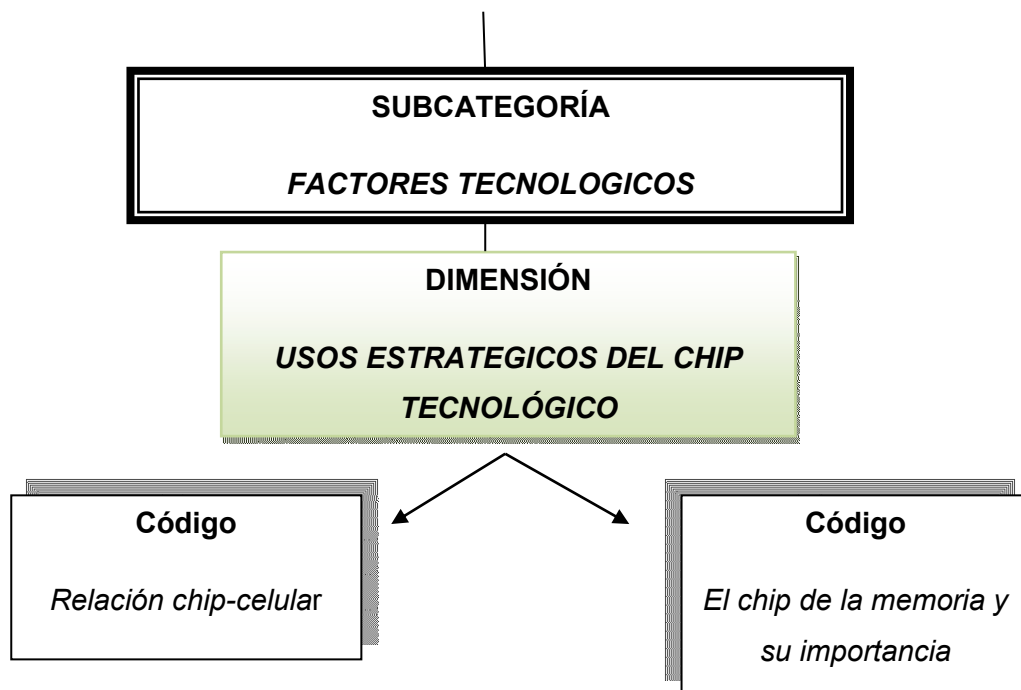 SUBCATEGORÍA
FACTORES TECNOLOGICOS
DIMENSIÓN
USOS ESTRATEGICOS DEL CHIP
TECNOLÓGICO
Código
Relación chip-celular
Código
El chip de la memoria y
su importancia